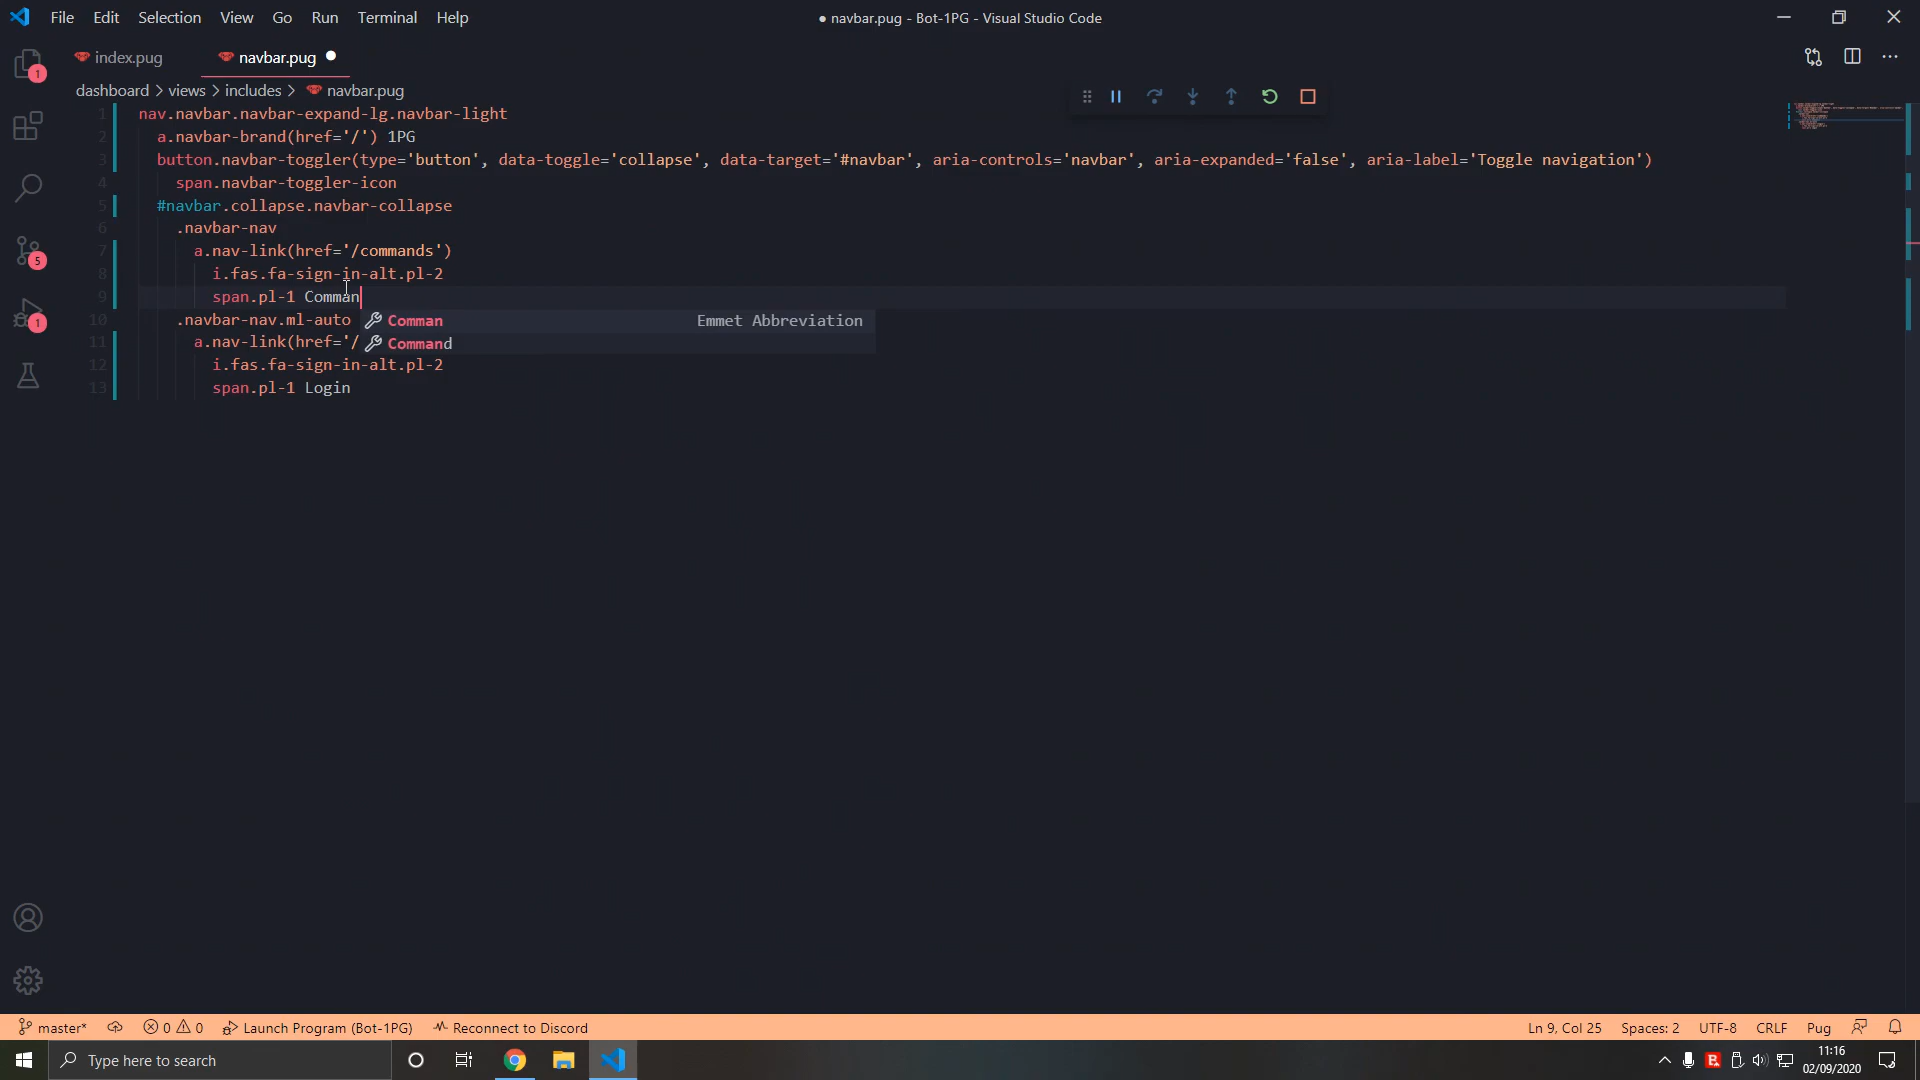 File Edit Selection View Go Run Terminal Help
● navbar.pug - Bot-1PG - Visual Studio Code
index.pug
navbar.pug
dashboard > views > includes > navbar.pug
1 nav.navbar.navbar-expand-lg.navbar-light
2 a.navbar-brand(href='/') 1PG
3 button.navbar-toggler(type='button', data-toggle='collapse', data-target='#navbar', aria-controls='navbar', aria-expanded='false', aria-label='Toggle navigation')
4 span.navbar-toggler-icon
5 #navbar.collapse.navbar-collapse
6 .navbar-nav
7 a.nav-link(href='/commands')
8 i.fas.fa-sign-in-alt.pl-2
9 span.pl-1 Comman
10 .navbar-nav.ml-auto
Comman Emmet Abbreviation
11 a.nav-link(href='/
Command
12 i.fas.fa-sign-in-alt.pl-2
13 span.pl-1 Login
1
5
1
master* 0 0 Launch Program (Bot-1PG) Reconnect to Discord
Ln 9, Col 25 Spaces: 2 UTF-8 CRLF Pug
Type here to search
11:16
02/09/2020